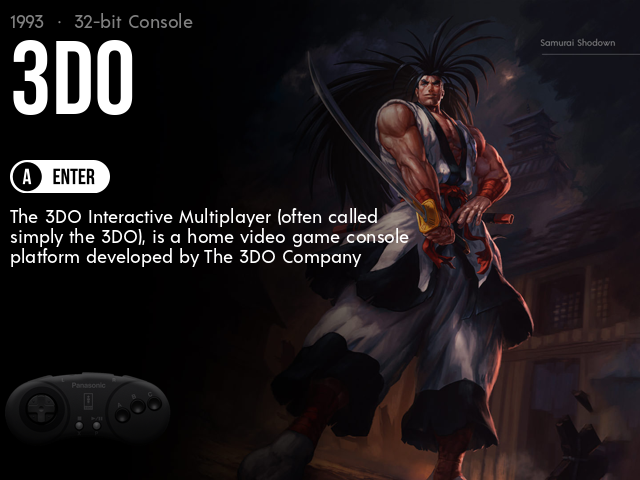 1993 · 32-bit Console
3DO
Samurai Shodown
A ENTER
The 3DO Interactive Multiplayer (often called
simply the 3DO), is a home video game console
platform developed by The 3DO Company
Panasonic
A B C